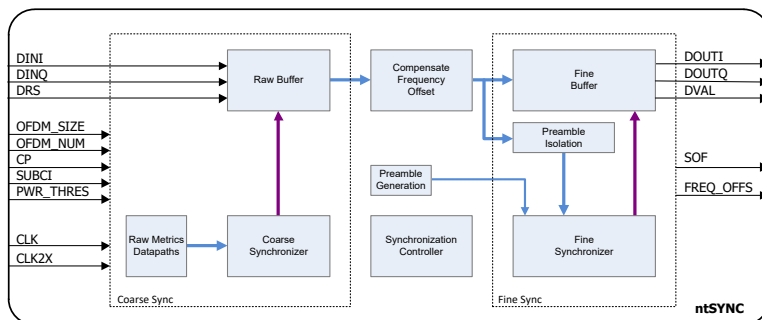 DINI
DINQ
DRS
OFDM_SIZE
OFDM_NUM
CP
SUBCI
PWR_THRES
CLK
CLK2X
Raw Buffer
Raw Metrics
Datapaths
Coarse
Synchronizer
Coarse Sync
Compensate
Frequency
Offset
Preamble
Generation
Synchronization
Controller
Fine
Buffer
Preamble
Isolation
Fine
Synchronizer
Fine Sync
DOUTI
DOUTQ
DVAL
SOF
FREQ_OFFS
ntSYNC